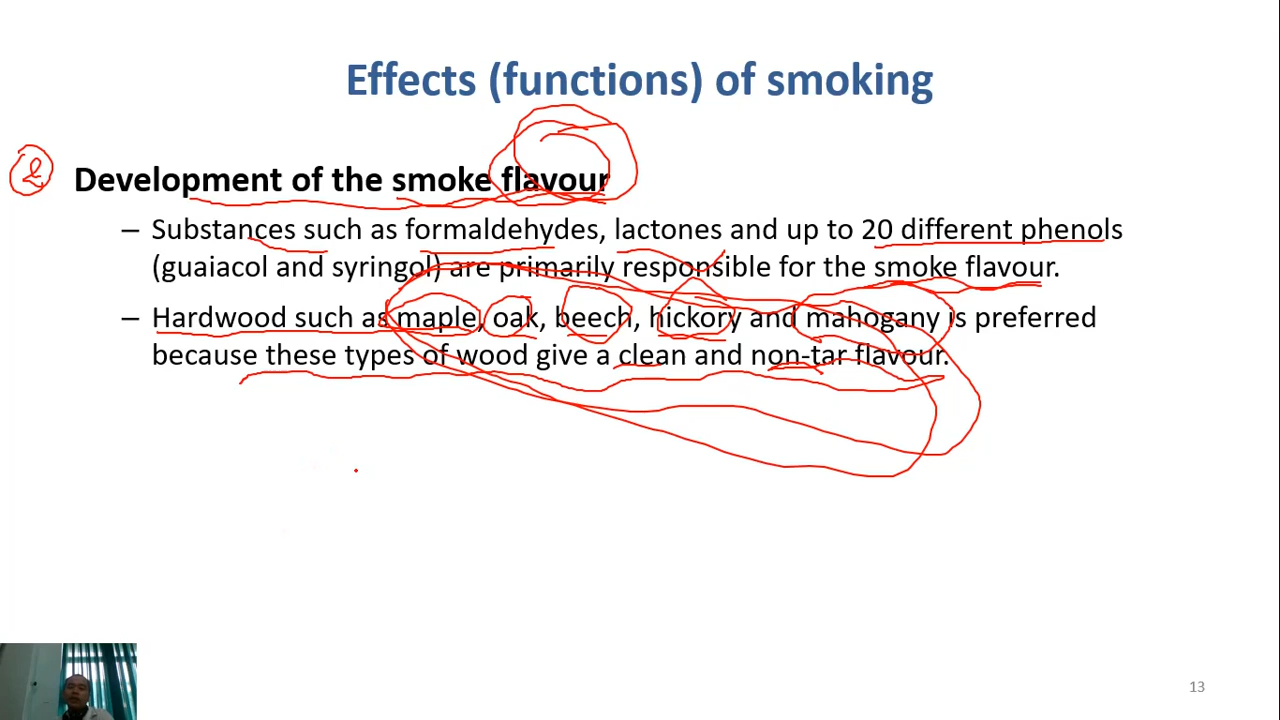 Effects (functions) of smoking
2 Development of the smoke flavour
– Substances such as formaldehydes, lactones and up to 20 different phenols
(guaiacol and syringol) are primarily responsible for the smoke flavour.
– Hardwood such as maple, oak, beech, hickory and mahogany is preferred
because these types of wood give a clean and non-tar flavour.
13